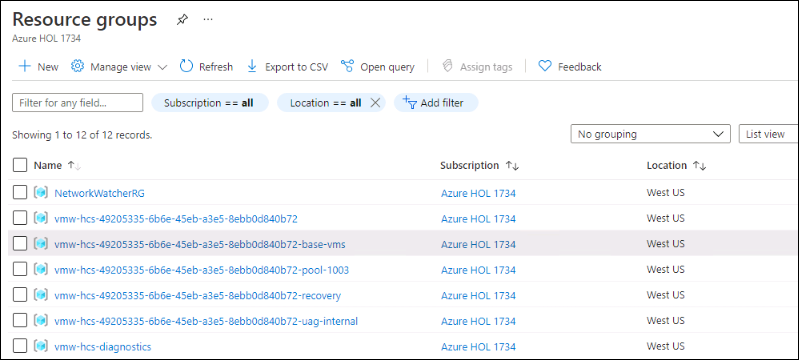 Resource groups ...
Azure HOL 1734
+ New Manage view Refresh Export to CSV Open query Assign tags Feedback
Filter for any field... Subscription == all Location == all Add filter
Showing 1 to 12 of 12 records. No grouping List view
Name ↑↓ Subscription ↑↓ Location ↑↓
NetworkWatcherRG Azure HOL 1734 West US
vmw-hcs-49205335-6b6e-45eb-a3e5-8ebb0d840b72 Azure HOL 1734 West US
vmw-hcs-49205335-6b6e-45eb-a3e5-8ebb0d840b72-base-vms Azure HOL 1734 West US
vmw-hcs-49205335-6b6e-45eb-a3e5-8ebb0d840b72-pool-1003 Azure HOL 1734 West US
vmw-hcs-49205335-6b6e-45eb-a3e5-8ebb0d840b72-recovery Azure HOL 1734 West US
vmw-hcs-49205335-6b6e-45eb-a3e5-8ebb0d840b72-uag-internal Azure HOL 1734 West US
vmw-hcs-diagnostics Azure HOL 1734 West US